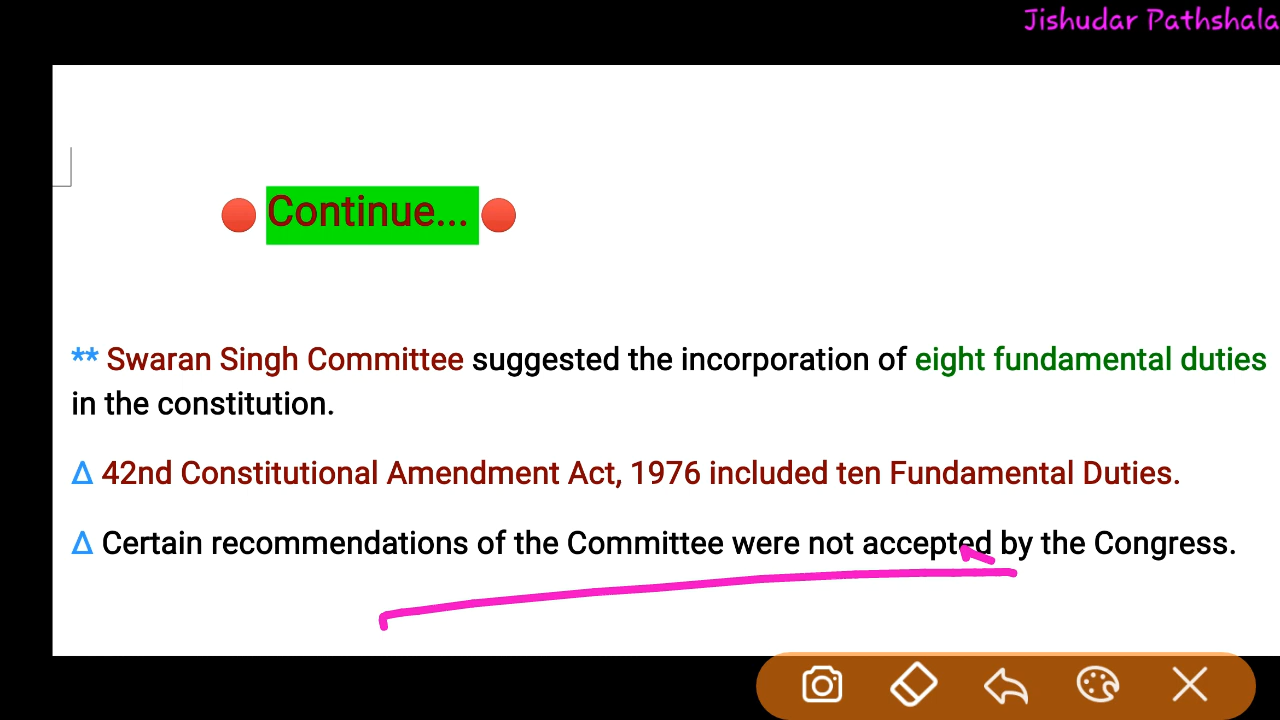 Jishudar Pathshala
🔴 Continue... 🔴
** Swaran Singh Committee suggested the incorporation of eight fundamental duties
in the constitution.
Δ 42nd Constitutional Amendment Act, 1976 included ten Fundamental Duties.
Δ Certain recommendations of the Committee were not accepted by the Congress.